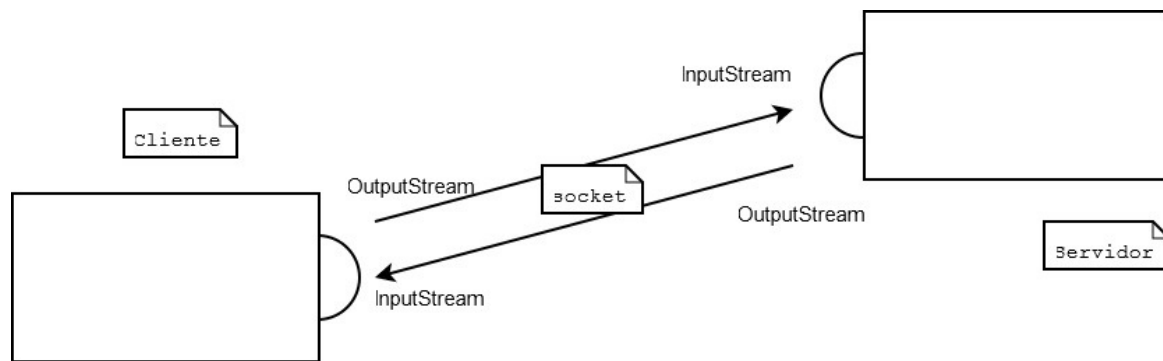 InputStream
Cliente
OutputStream
socket
OutputStream
Servidor
InputStream